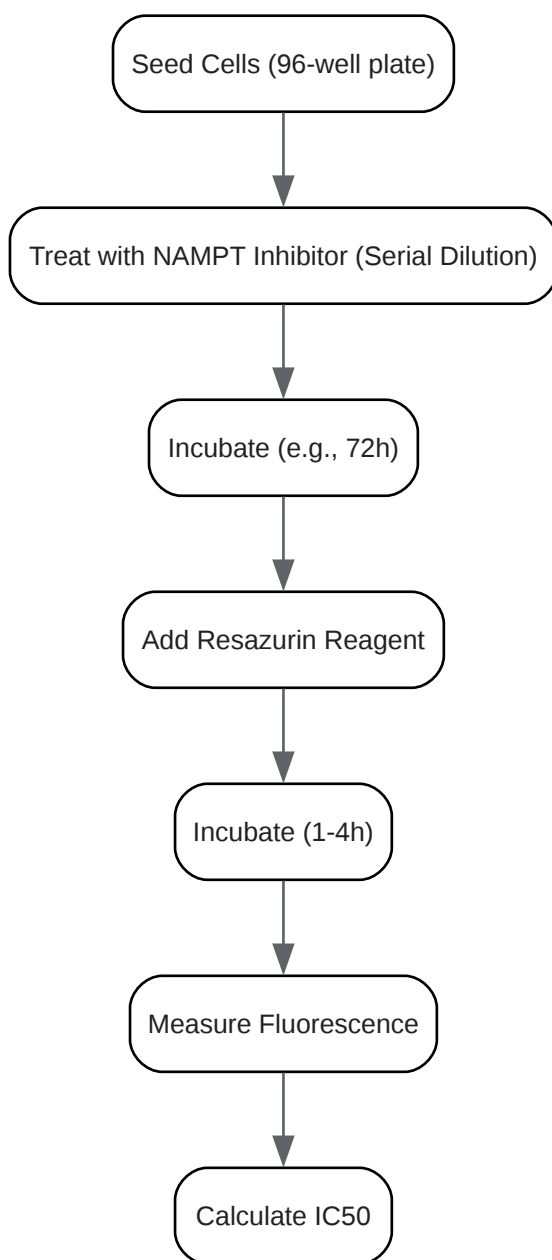 Seed Cells (96-well plate)
Treat with NAMPT Inhibitor (Serial Dilution)
Incubate (e.g., 72h)
Add Resazurin Reagent
Incubate (1-4h)
Measure Fluorescence
Calculate IC50